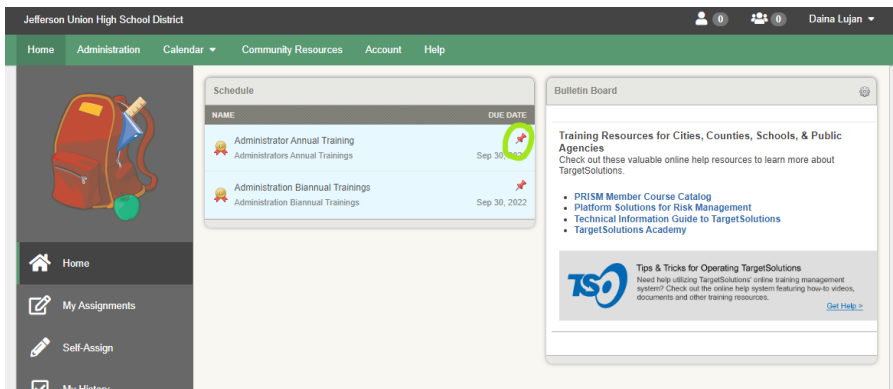 Jefferson Union High School District
0
0
Daina Lujan
Home Administration Calendar Community Resources Account Help
Schedule
NAME DUE DATE
Administrator Annual Training
Administrators Annual Trainings Sep 30,
Administration Biannual Trainings
Administration Biannual Trainings Sep 30, 2022
Home
My Assignments
Self-Assign
My History
Bulletin Board
Training Resources for Cities, Counties, Schools, & Public
Agencies
Check out these valuable online help resources to learn more about
TargetSolutions.
PRISM Member Course Catalog
Platform Solutions for Risk Management
Technical Information Guide to TargetSolutions
TargetSolutions Academy
TS
Tips & Tricks for Operating TargetSolutions
Need help utilizing TargetSolutions' online training management
system? Check out the online help system featuring how-to videos,
documents and other training resources.
Get Help >